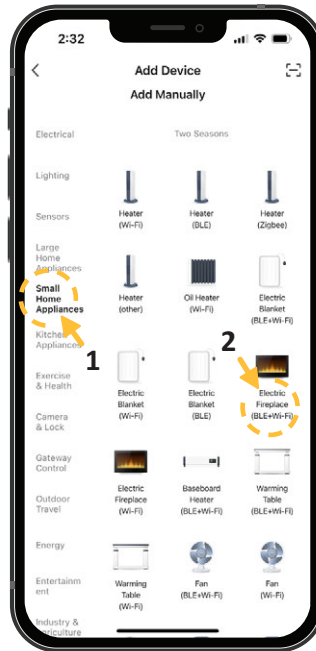 2:32
Add Device
Add Manually
Electrical
Lighting
Sensors
Large
Home
Appliances
Small
Home
Appliances
1
Kitchen
Appliances
Exercise
& Health
Camera
& Lock
Gateway
Control
Outdoor
Travel
Energy
Entertainm
ent
Industry &
Agriculture
Two Seasons
Heater
(Wi-Fi)
Heater
(BLE)
Heater
(Zigbee)
Heater
(other)
Oil Heater
(Wi-Fi)
Electric
Blanket
(BLE+Wi-Fi)
2
Electric
Blanket
(Wi-Fi)
Electric
Blanket
(BLE)
Electric
Fireplace
(BLE+Wi-Fi)
Electric
Fireplace
(Wi-Fi)
Baseboard
Heater
(BLE+Wi-Fi)
Warming
Table
(BLE+Wi-Fi)
Warming
Table
(Wi-Fi)
Fan
(BLE+Wi-Fi)
Fan
(Wi-Fi)